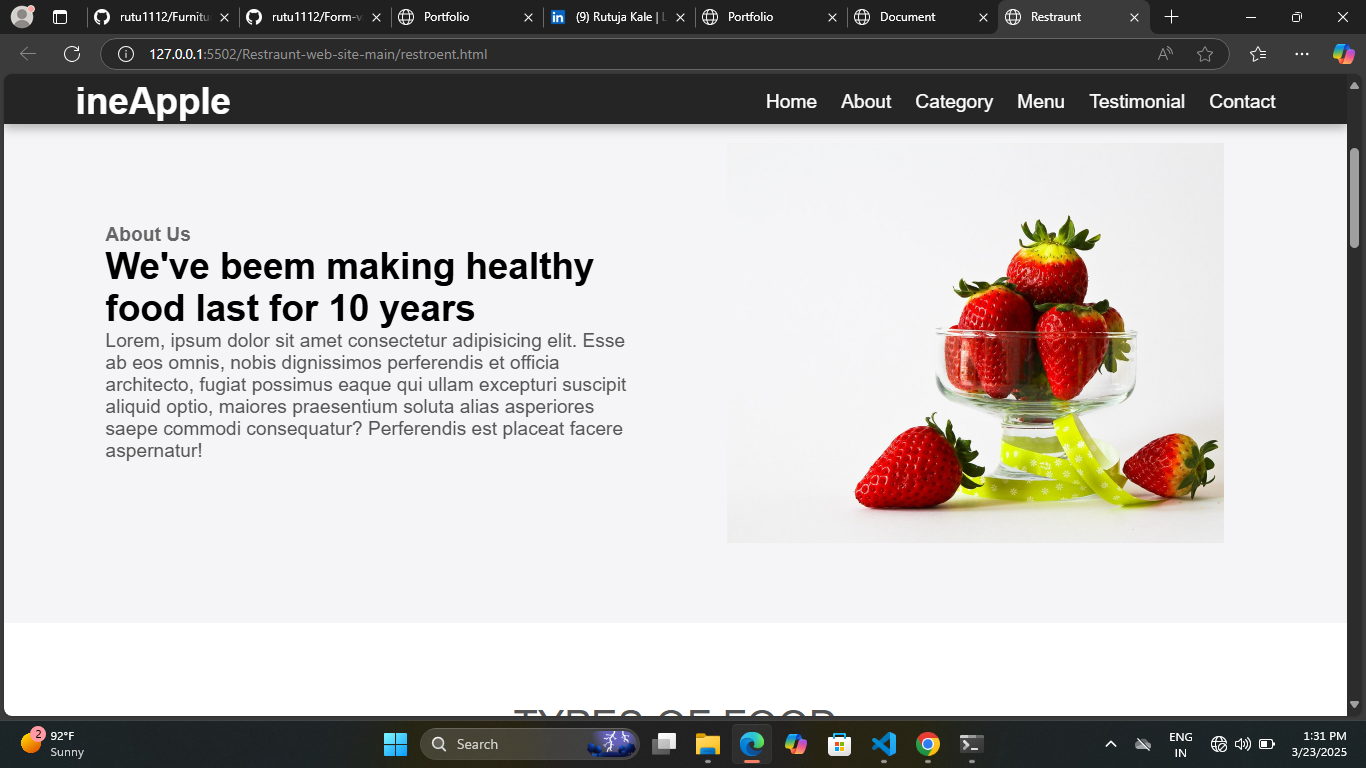 rutu1112/Furnitu
rutu1112/Form-v
Portfolio
(9) Rutuja Kale | L
Portfolio
Document
Restraunt
127.0.0.1:5502/Restraunt-web-site-main/restroent.html
ineApple
Home About Category Menu Testimonial Contact
About Us
We've beem making healthy
food last for 10 years
Lorem, ipsum dolor sit amet consectetur adipisicing elit. Esse
ab eos omnis, nobis dignissimos perferendis et officia
architecto, fugiat possimus eaque qui ullam excepturi suscipit
aliquid optio, maiores praesentium soluta alias asperiores
saepe commodi consequatur? Perferendis est placeat facere
aspernatur!
TYPES OF FOOD
2
92°F
Sunny
Search
ENG
IN
1:31 PM
3/23/2025